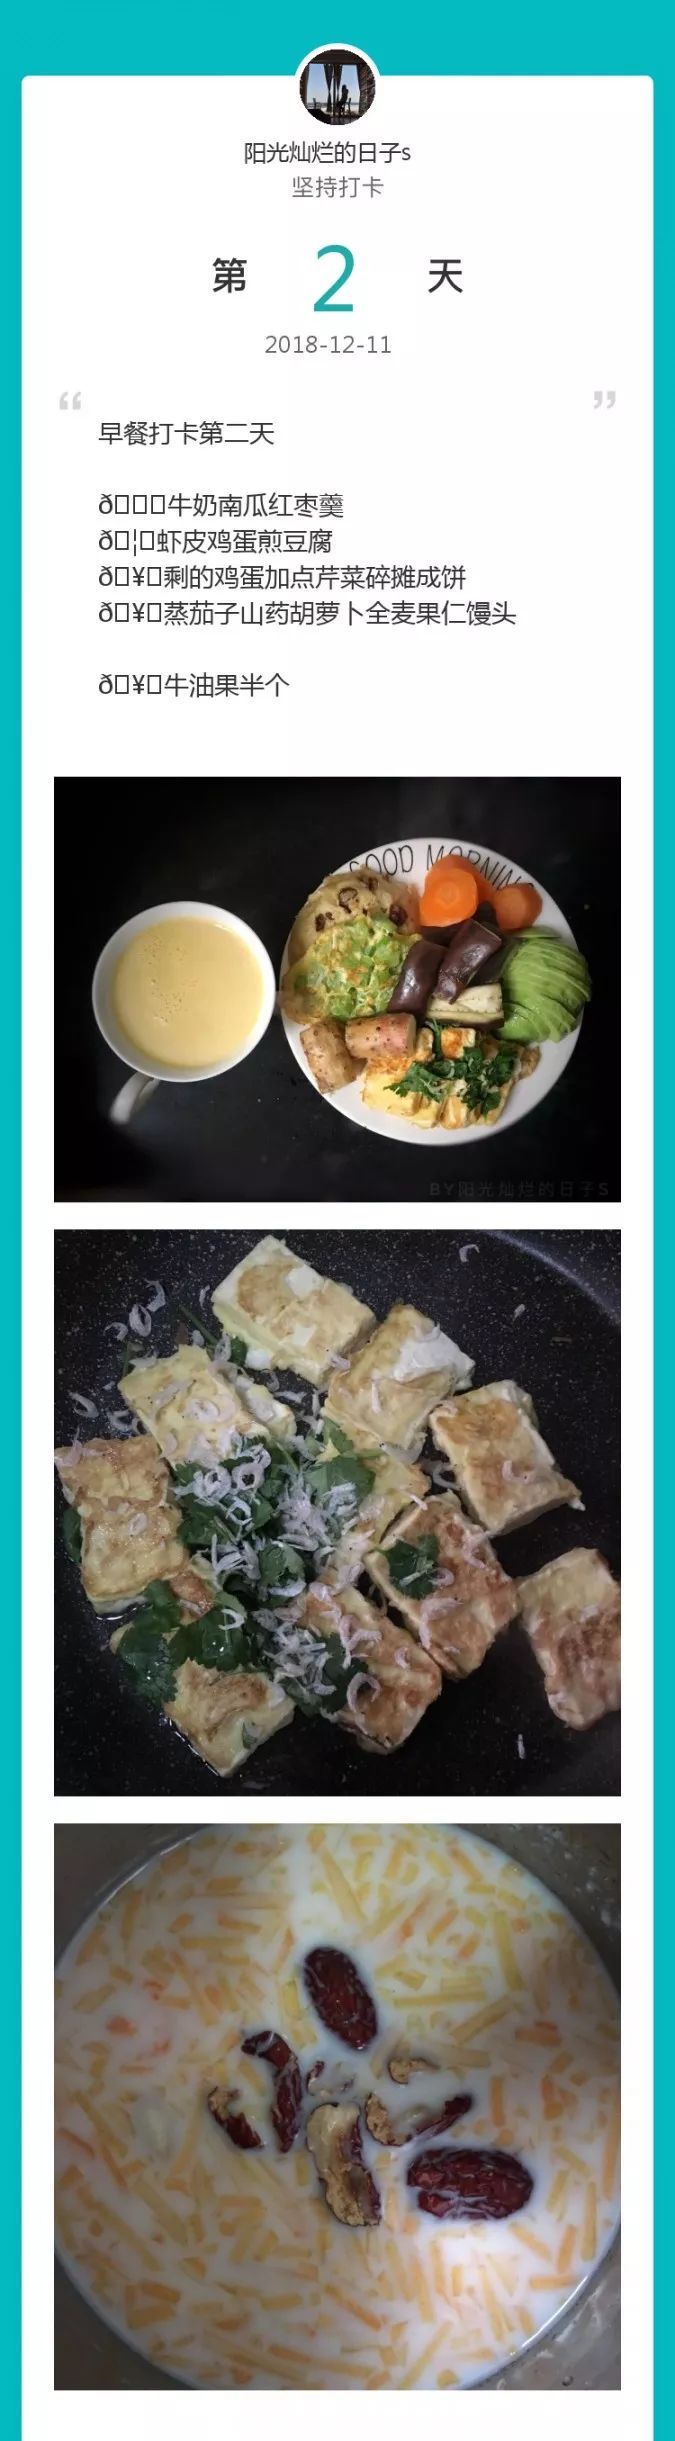 阳光灿烂的日子s
坚持打卡
第 2 天
2018-12-11
“ ”
早餐打卡第二天
ð□□□牛奶南瓜红枣羹
ð□¦□虾皮鸡蛋煎豆腐
ð□¥□剩的鸡蛋加点芹菜碎摊成饼
ð□¥□蒸茄子山药胡萝卜全麦果仁馒头
ð□¥□牛油果半个
GOOD MORNING
BY阳光灿烂的日子S